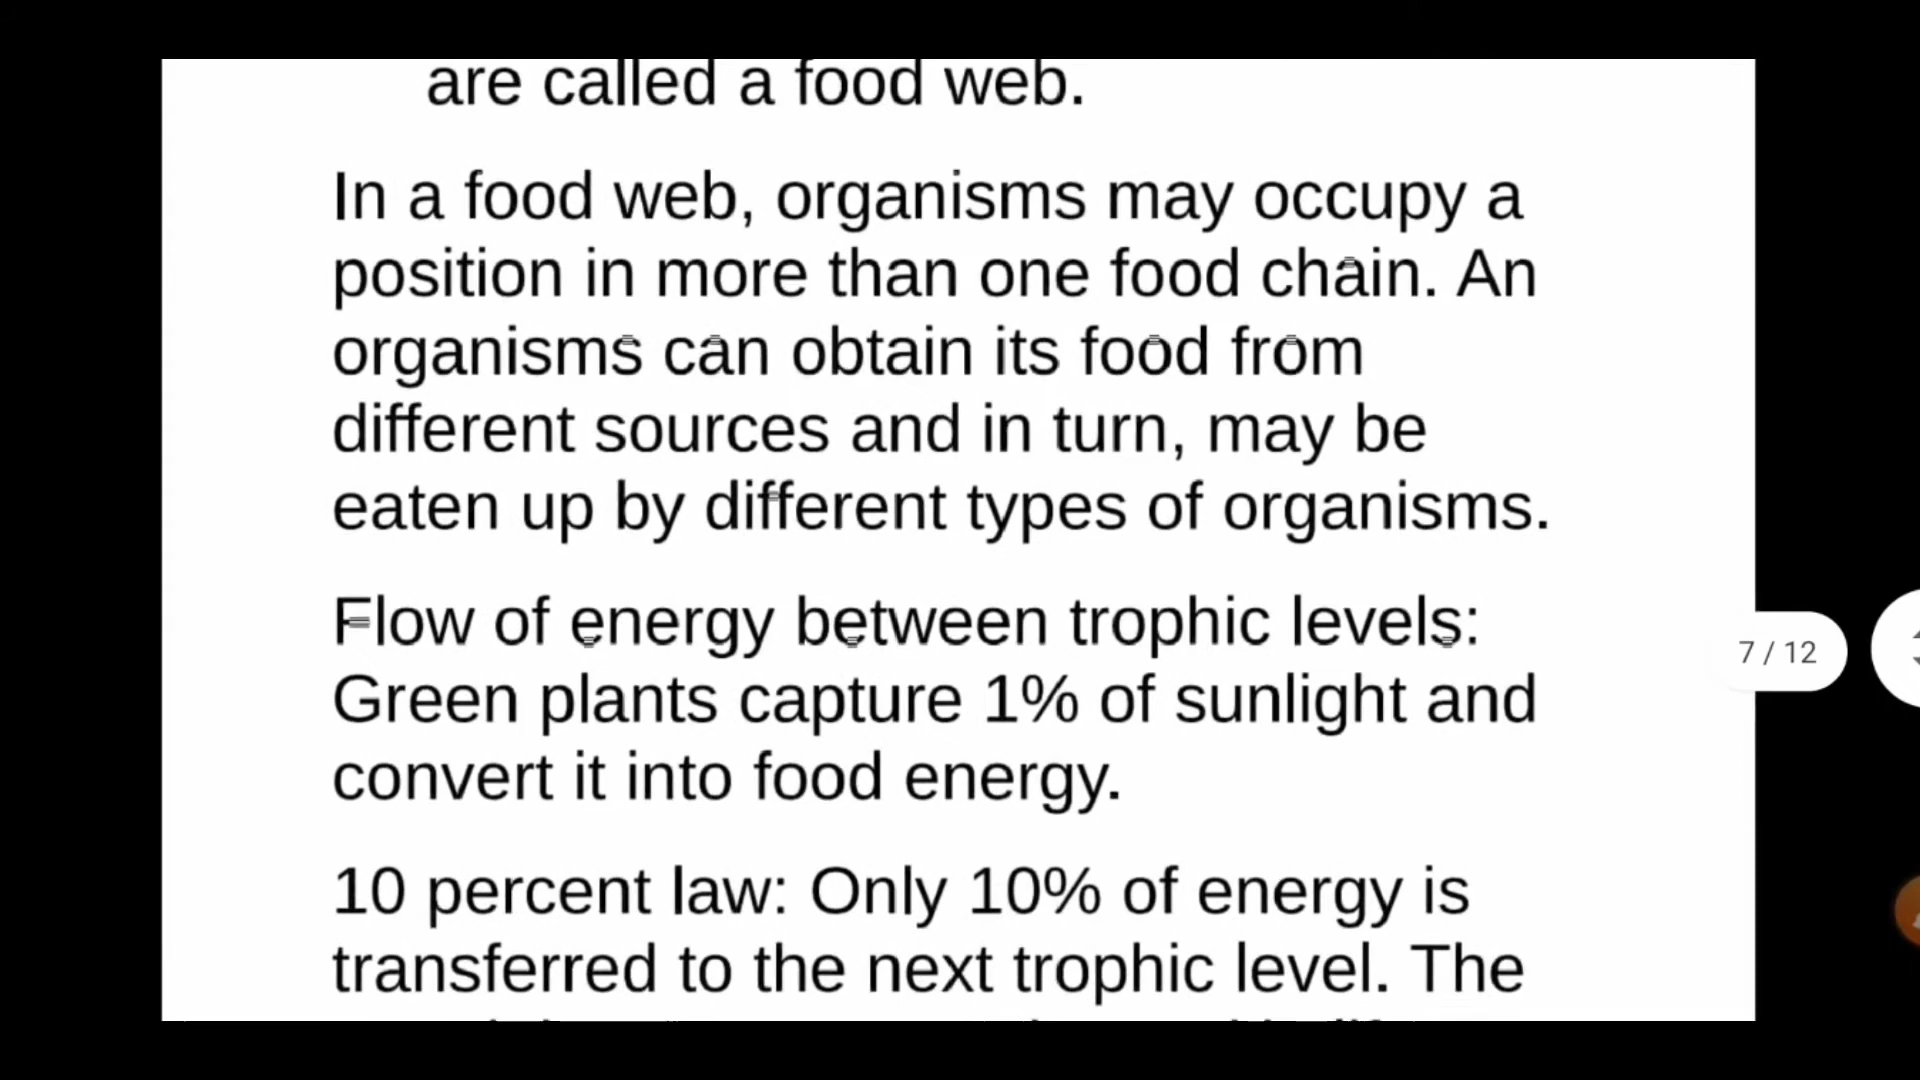 are called a food web.
In a food web, organisms may occupy a
position in more than one food chain. An
organisms can obtain its food from
different sources and in turn, may be
eaten up by different types of organisms.
Flow of energy between trophic levels:
Green plants capture 1% of sunlight and
convert it into food energy.
7 / 12
10 percent law: Only 10% of energy is
transferred to the next trophic level. The